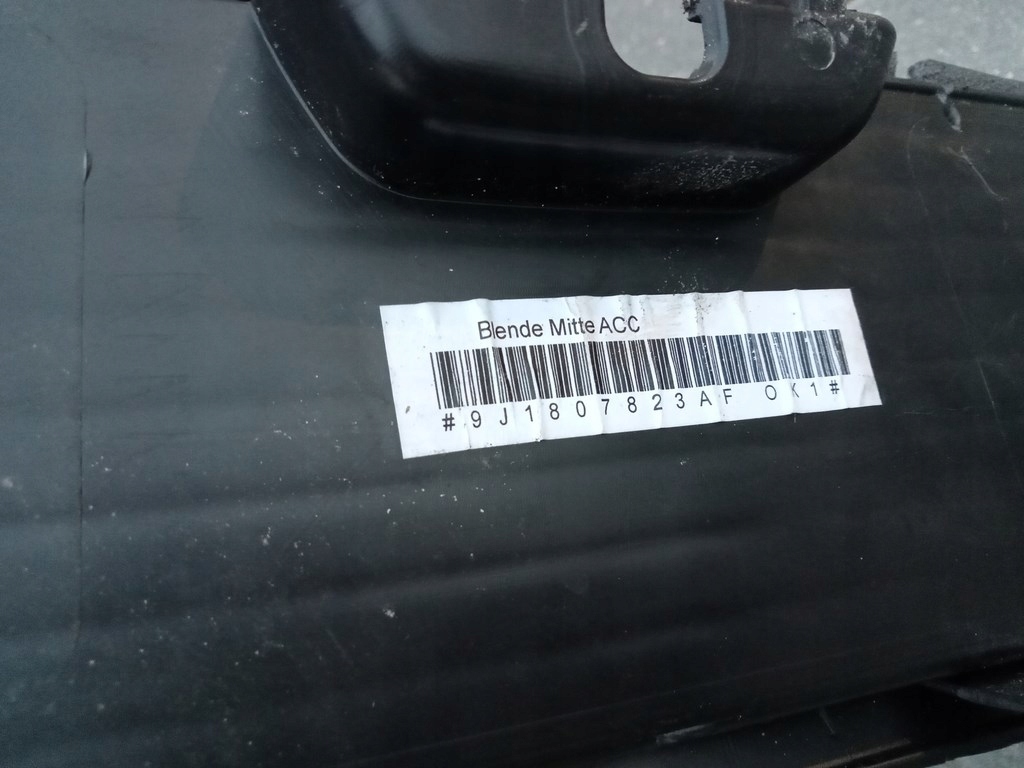 Blende Mitte ACC
#9J1807823AF OK1#